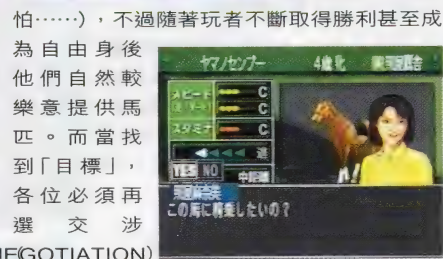 怕……），不過隨著玩者不斷取得勝利甚至成
為自由身後
他們自然較
樂意提供馬
匹。而當找
到「目標」，
各位必須再
選交涉
NEGOTIATION)
ヤマノセンプー 4歳牝
スピード C
スタミナ C
YES NO 中距離
この馬に騎乗したいの?